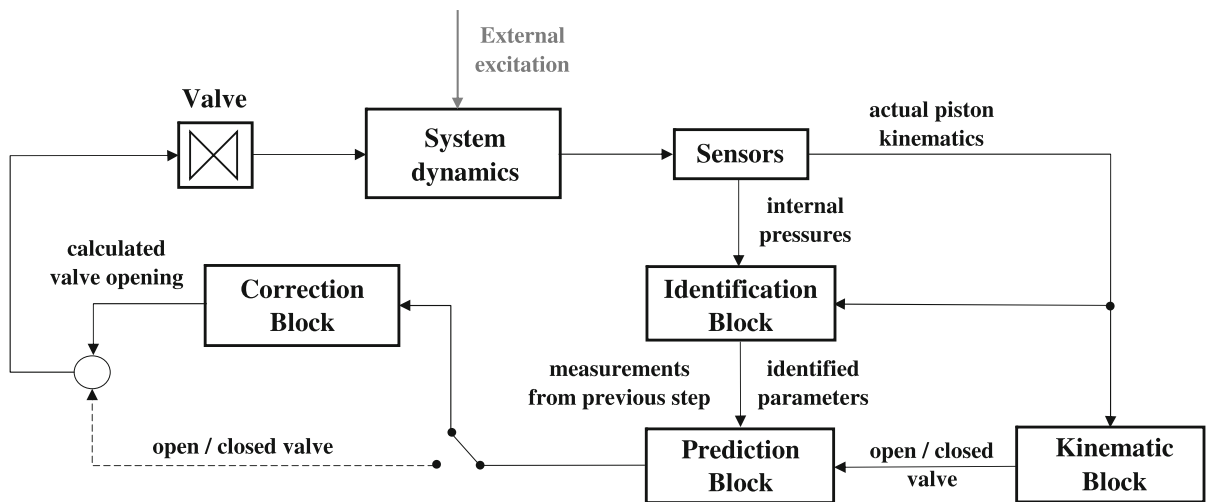 External
excitation
Valve
System
dynamics
Sensors
actual piston
kinematics
internal
pressures
calculated
valve opening
Correction
Block
Identification
Block
measurements
from previous step
identified
parameters
open / closed valve
Prediction
Block
open / closed
valve
Kinematic
Block